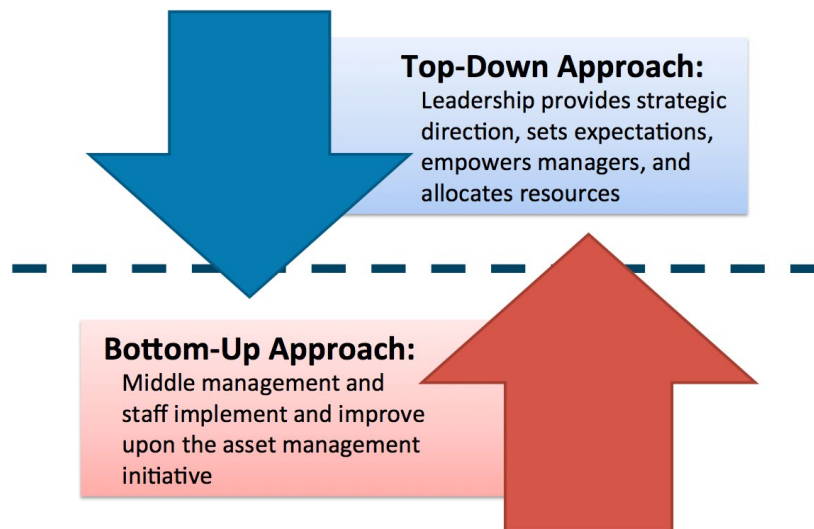 Top-Down Approach:
Leadership provides strategic
direction, sets expectations,
empowers managers, and
allocates resources
Bottom-Up Approach:
Middle management and
staff implement and improve
upon the asset management
initiative